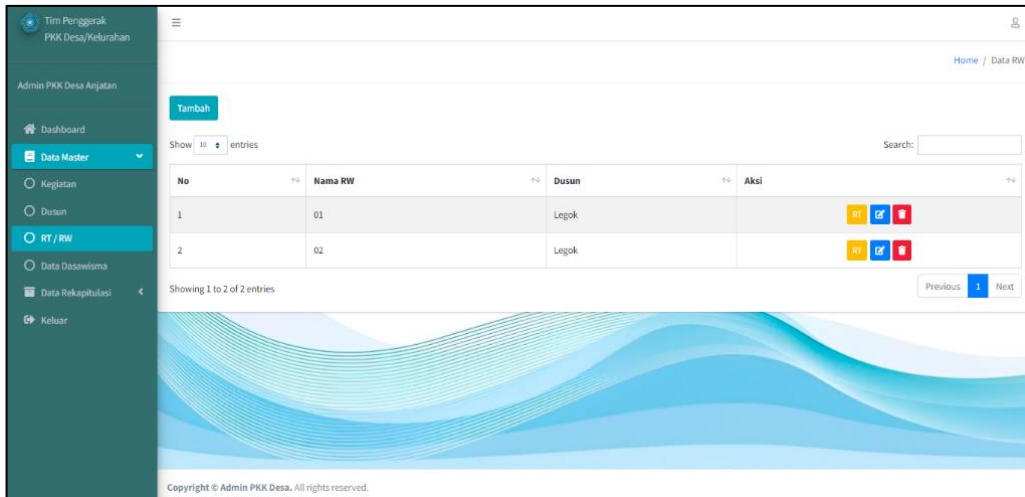 Tim Penggerak
PKK Desa/Kelurahan
Admin PKK Desa Anjatan
Dashboard
Data Master
Kegiatan
Dusun
RT / RW
Data Dasawisma
Data Rekapitulasi
Keluar
Home / Data RW
Tambah
Show 10 entries
Search:
No Nama RW Dusun Aksi
1 01 Legok RT
2 02 Legok RT
Showing 1 to 2 of 2 entries
Previous 1 Next
Copyright © Admin PKK Desa. All rights reserved.